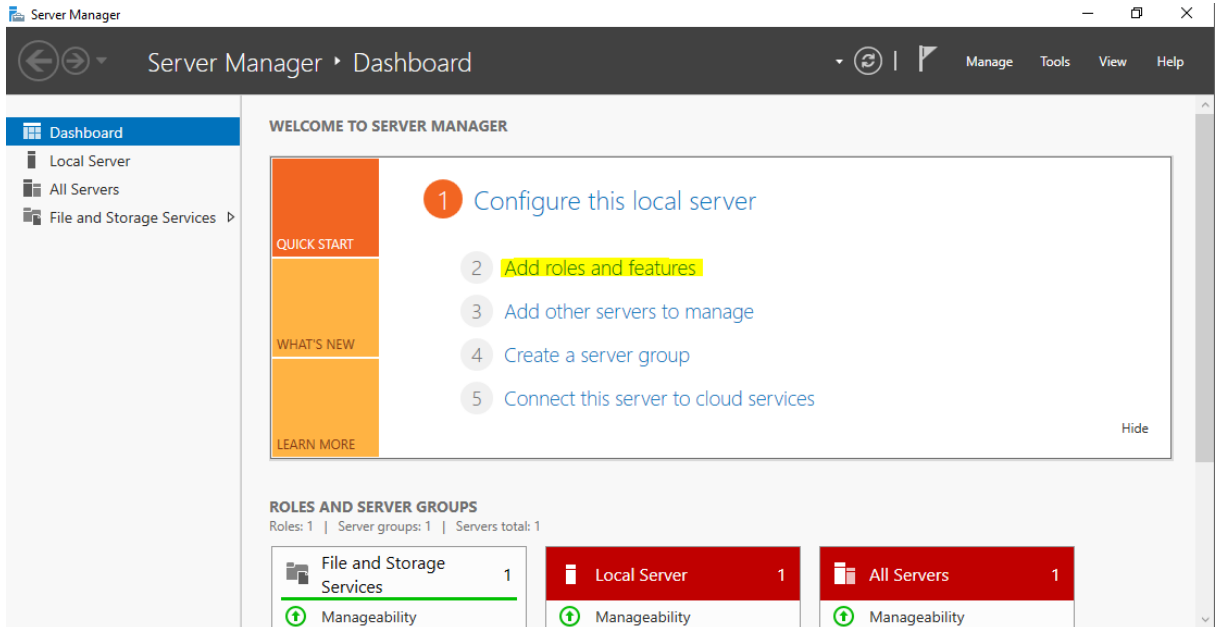 Server Manager
Server Manager ‣ Dashboard
Manage Tools View Help
Dashboard
Local Server
All Servers
File and Storage Services
WELCOME TO SERVER MANAGER
QUICK START
WHAT'S NEW
LEARN MORE
1 Configure this local server
2 Add roles and features
3 Add other servers to manage
4 Create a server group
5 Connect this server to cloud services
Hide
ROLES AND SERVER GROUPS
Roles: 1 | Server groups: 1 | Servers total: 1
File and Storage
Services 1
Manageability
Local Server 1
Manageability
All Servers 1
Manageability